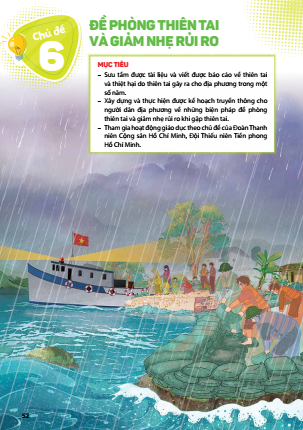 Chủ đề
6
ĐỀ PHÒNG THIÊN TAI
VÀ GIẢM NHẸ RỦI RO
MỤC TIÊU
– Sưu tầm được tài liệu và viết được báo cáo về thiên tai
và thiệt hại do thiên tai gây ra cho địa phương trong một
số năm.
– Xây dựng và thực hiện được kế hoạch truyền thông cho
người dân địa phương về những biện pháp đề phòng
thiên tai và giảm nhẹ rủi ro khi gặp thiên tai.
– Tham gia hoạt động giáo dục theo chủ đề của Đoàn Thanh
niên Cộng sản Hồ Chí Minh, Đội Thiếu niên Tiền phong
Hồ Chí Minh.
52